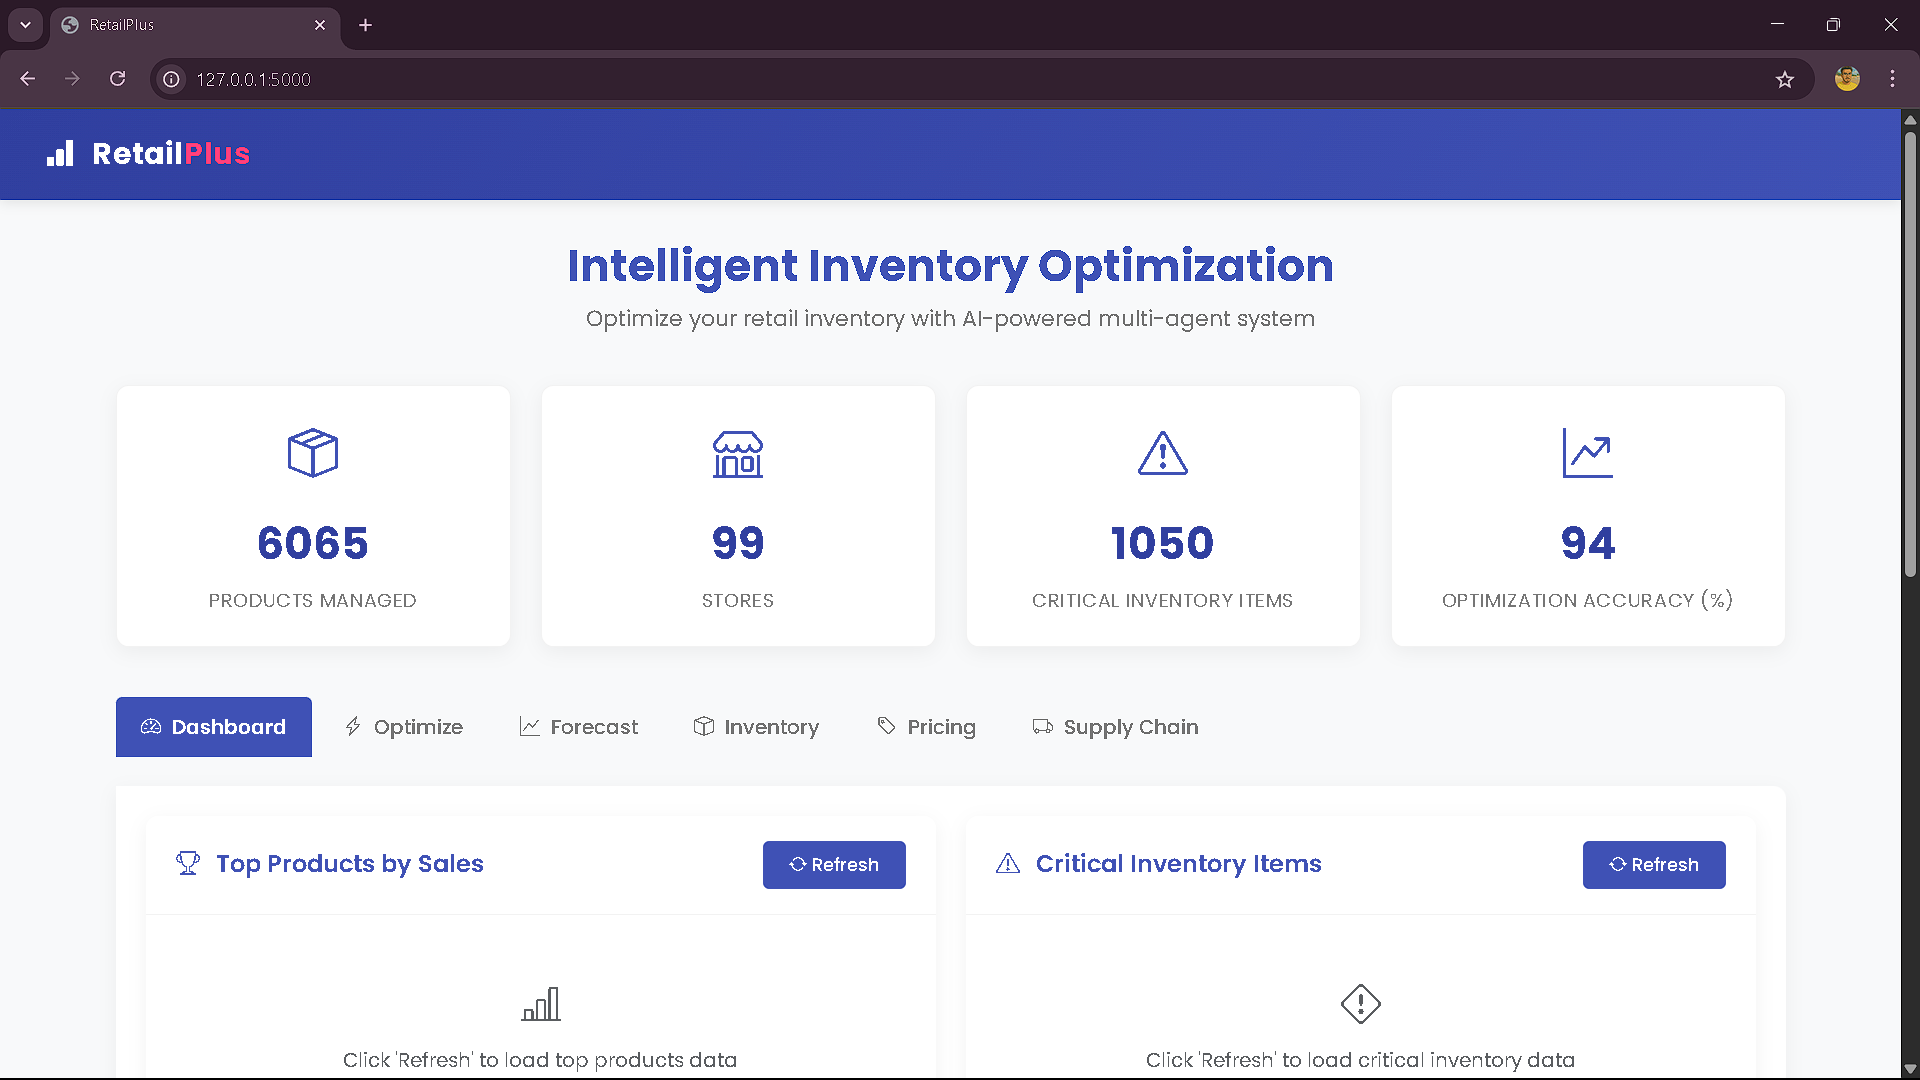 RetailPlus
127.0.0.1:5000
RetailPlus
Intelligent Inventory Optimization
Optimize your retail inventory with AI-powered multi-agent system
6065
PRODUCTS MANAGED
99
STORES
1050
CRITICAL INVENTORY ITEMS
94
OPTIMIZATION ACCURACY (%)
Dashboard Optimize Forecast Inventory Pricing Supply Chain
Top Products by Sales
Refresh
Click 'Refresh' to load top products data
Critical Inventory Items
Refresh
Click 'Refresh' to load critical inventory data